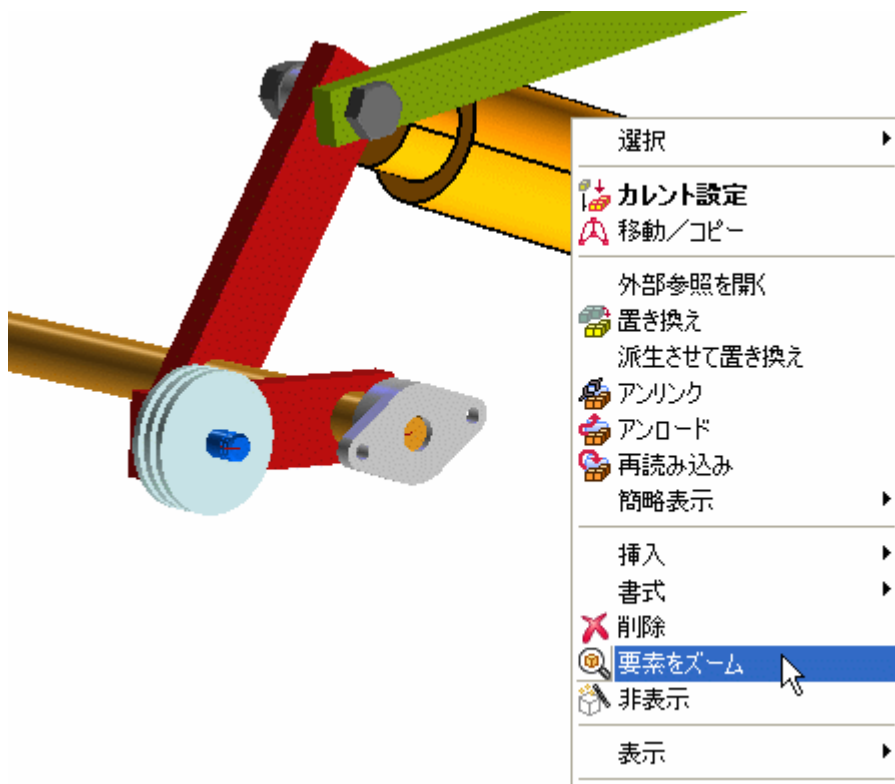 選択
カレント設定
移動／コピー
外部参照を開く
置き換え
派生させて置き換え
アンリンク
アンロード
再読み込み
簡略表示
挿入
書式
削除
要素をズーム
非表示
表示